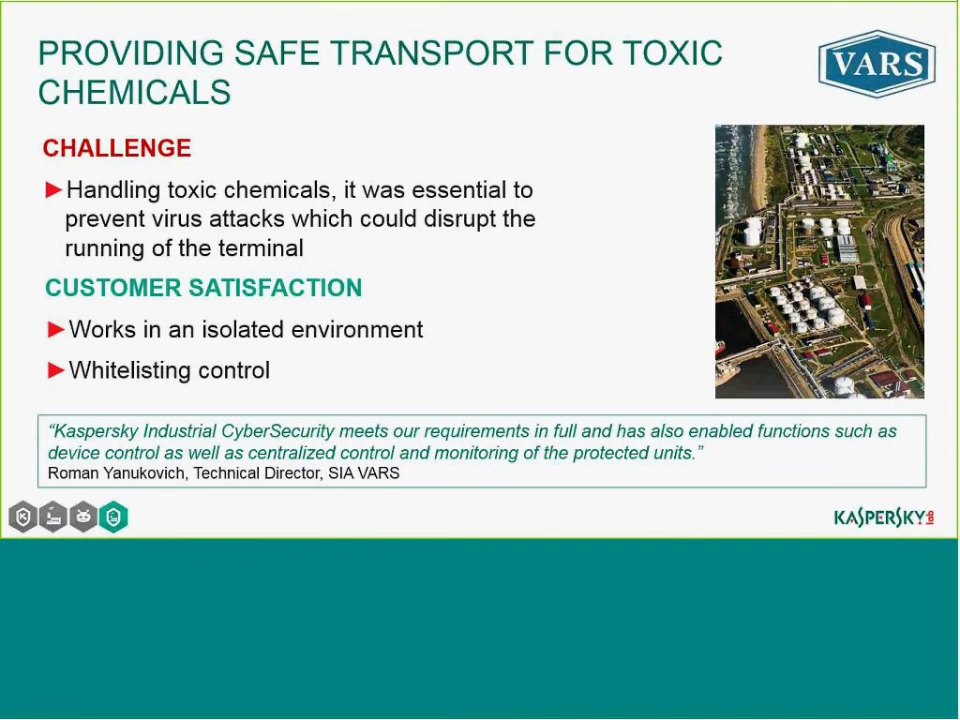 PROVIDING SAFE TRANSPORT FOR TOXIC
CHEMICALS
VARS
CHALLENGE
►Handling toxic chemicals, it was essential to
prevent virus attacks which could disrupt the
running of the terminal
CUSTOMER SATISFACTION
►Works in an isolated environment
►Whitelisting control
“Kaspersky Industrial CyberSecurity meets our requirements in full and has also enabled functions such as
device control as well as centralized control and monitoring of the protected units.”
Roman Yanukovich, Technical Director, SIA VARS
KASPERSKY